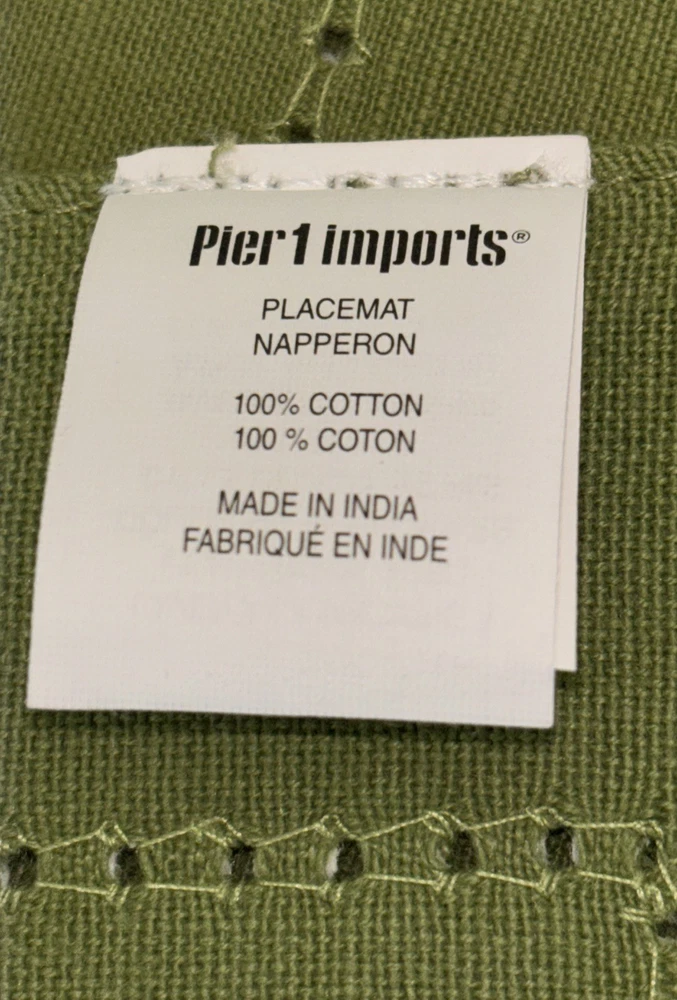 Pier 1 imports®
PLACEMAT
NAPPERON
100% COTTON
100 % COTON
MADE IN INDIA
FABRIQUÉ EN INDE